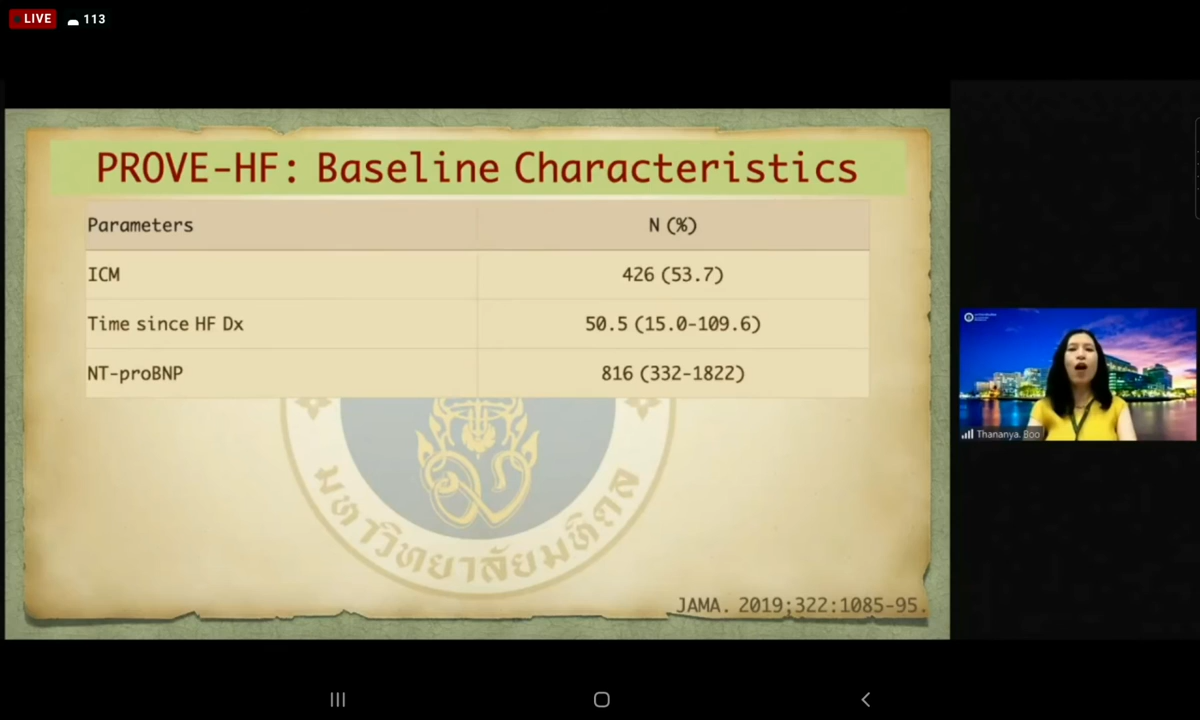 LIVE 113
PROVE-HF: Baseline Characteristics
Parameters N (%)
ICM 426 (53.7)
Time since HF Dx 50.5 (15.0-109.6)
NT-proBNP 816 (332-1822)
มหาวิทยาลัยมหิดล
JAMA. 2019;322:1085-95.
Thananya. Boo